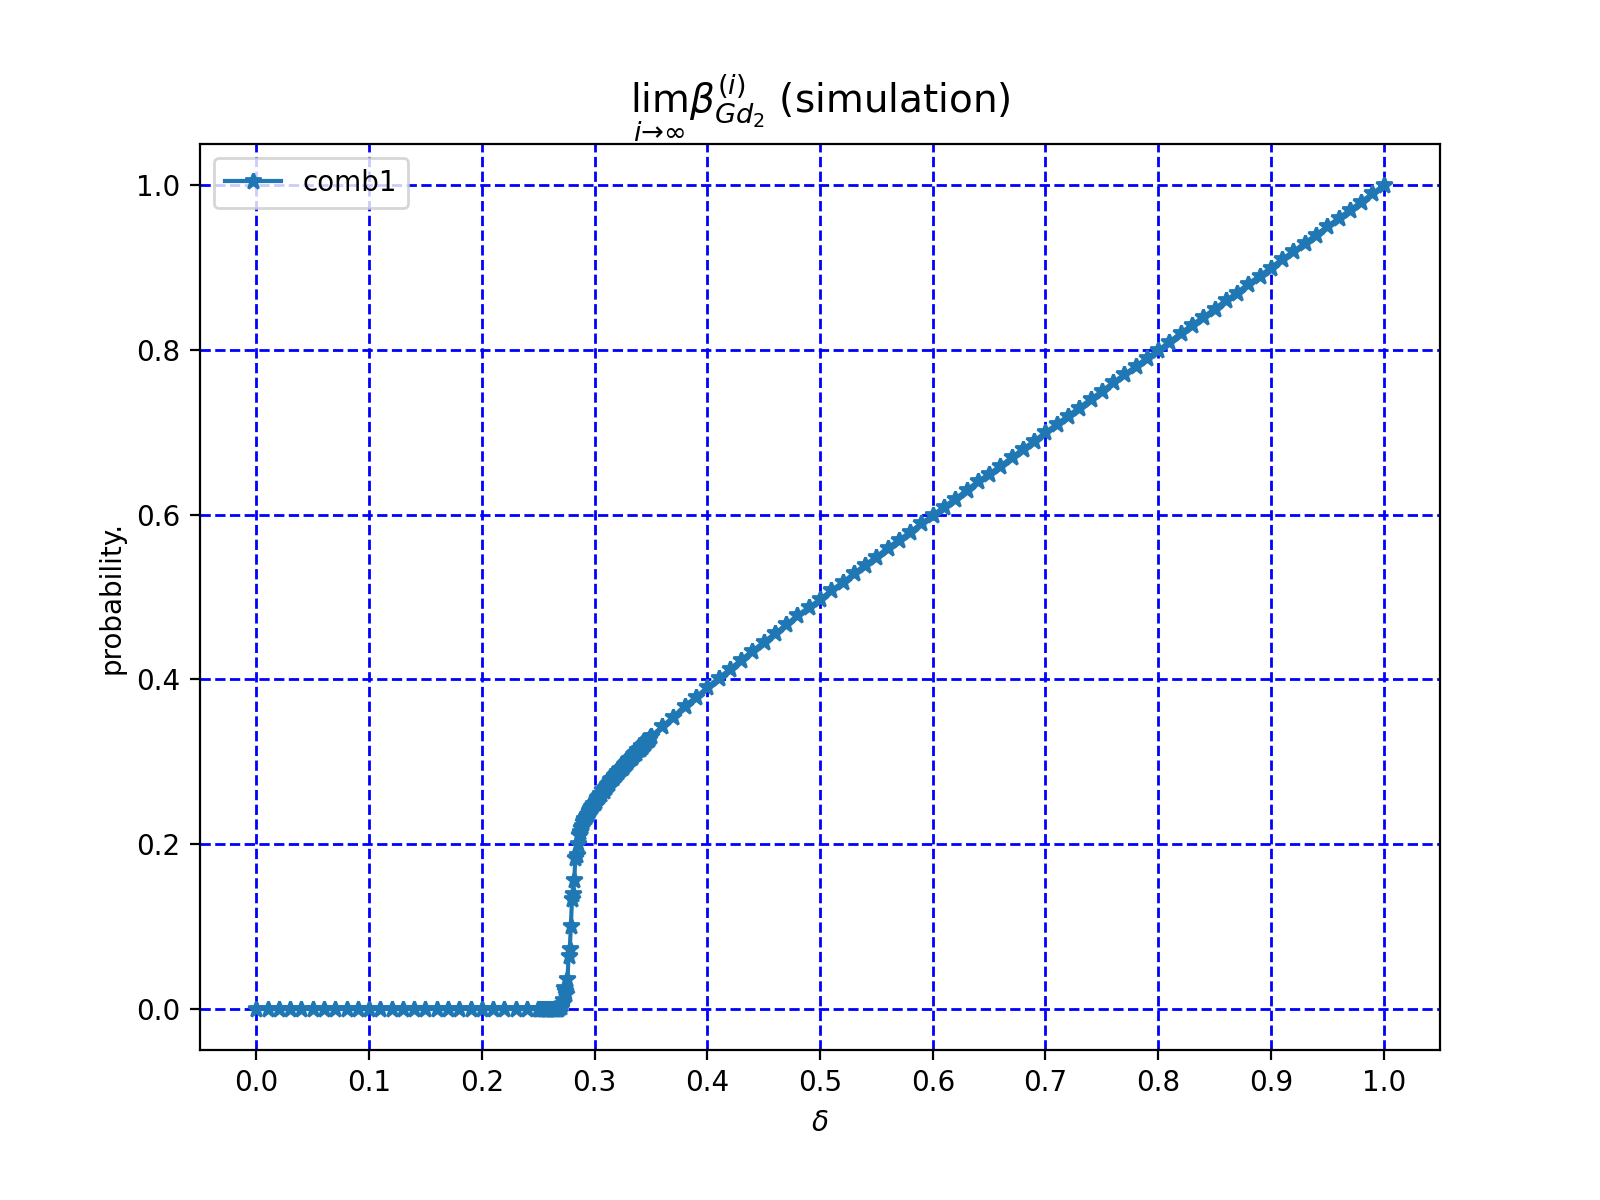 lim β_{Gd_2}^{(i)} (simulation)
i→∞
comb1
1.0
0.8
0.6
0.4
0.2
0.0
probability.
0.0 0.1 0.2 0.3 0.4 0.5 0.6 0.7 0.8 0.9 1.0
δ